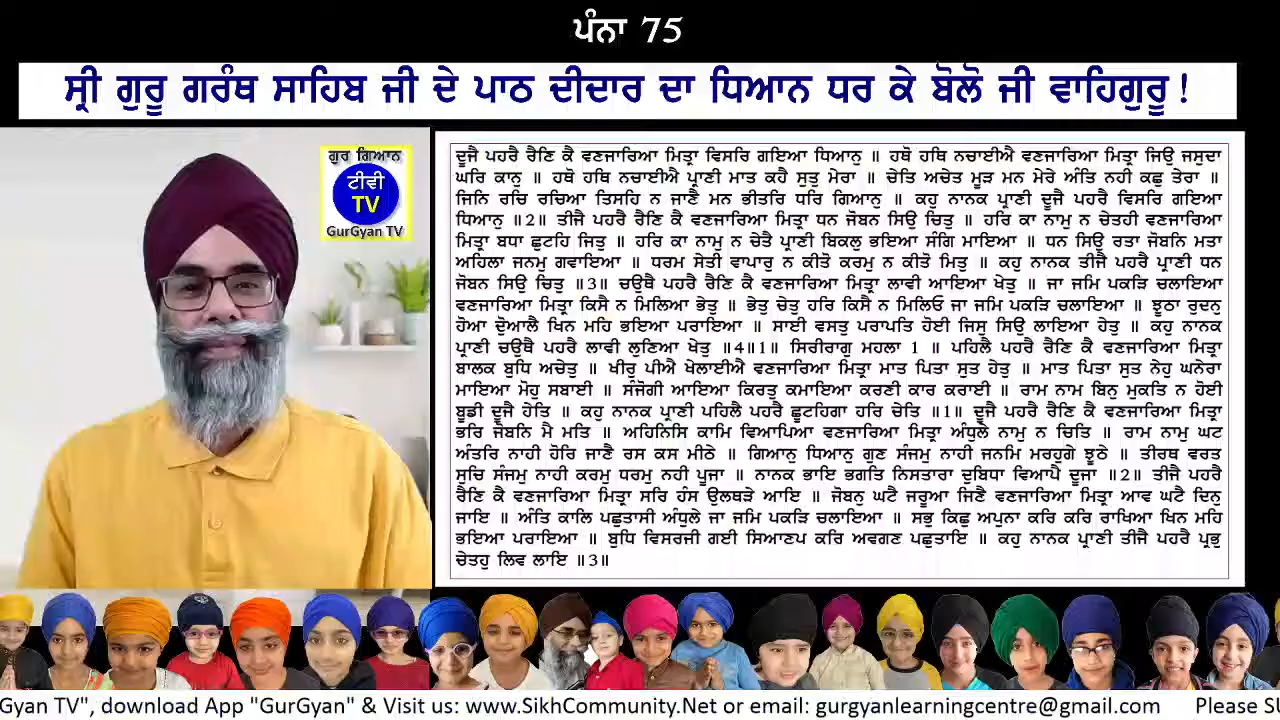 ਪੰਨਾ 75
ਸ੍ਰੀ ਗੁਰੂ ਗਰੰਥ ਸਾਹਿਬ ਜੀ ਦੇ ਪਾਠ ਦੀਦਾਰ ਦਾ ਧਿਆਨ ਧਰ ਕੇ ਬੋਲੋ ਜੀ ਵਾਹਿਗੁਰੂ!
ਗੁਰ ਗਿਆਨ
ਟੀਵੀ
TV
GurGyan TV
ਦੂਜੈ ਪਹਰੈ ਰੈਣਿ ਕੈ ਵਣਜਾਰਿਆ ਮਿਤ੍ਰਾ ਵਿਸਰਿ ਗਇਆ ਧਿਆਨੁ ॥ ਹਥੋ ਹਥਿ ਨਚਾਈਐ ਵਣਜਾਰਿਆ ਮਿਤ੍ਰਾ ਜਿਉ ਜਸੁਦਾ
ਘਰਿ ਕਾਨੁ ॥ ਹਥੋ ਹਥਿ ਨਚਾਈਐ ਪ੍ਰਾਣੀ ਮਾਤ ਕਹੈ ਸੁਤੁ ਮੇਰਾ ॥ ਚੇਤਿ ਅਚੇਤ ਮੂੜ ਮਨ ਮੇਰੇ ਅੰਤਿ ਨਹੀ ਕਛੁ ਤੇਰਾ ॥
ਜਿਨਿ ਰਚਿ ਰਚਿਆ ਤਿਸਹਿ ਨ ਜਾਣੈ ਮਨ ਭੀਤਰਿ ਧਰਿ ਗਿਆਨੁ ॥ ਕਹੁ ਨਾਨਕ ਪ੍ਰਾਣੀ ਦੂਜੈ ਪਹਰੈ ਵਿਸਰਿ ਗਇਆ
ਧਿਆਨੁ ॥2॥ ਤੀਜੈ ਪਹਰੈ ਰੈਣਿ ਕੈ ਵਣਜਾਰਿਆ ਮਿਤ੍ਰਾ ਧਨ ਜੋਬਨ ਸਿਉ ਚਿਤੁ ॥ ਹਰਿ ਕਾ ਨਾਮੁ ਨ ਚੇਤਹੀ ਵਣਜਾਰਿਆ
ਮਿਤ੍ਰਾ ਬਧਾ ਛੁਟਹਿ ਜਿਤੁ ॥ ਹਰਿ ਕਾ ਨਾਮੁ ਨ ਚੇਤੈ ਪ੍ਰਾਣੀ ਬਿਕਲੁ ਭਇਆ ਸੰਗਿ ਮਾਇਆ ॥ ਧਨ ਸਿਉ ਰਤਾ ਜੋਬਨਿ ਮਤਾ
ਅਹਿਲਾ ਜਨਮੁ ਗਵਾਇਆ ॥ ਧਰਮ ਸੇਤੀ ਵਾਪਾਰੁ ਨ ਕੀਤੋ ਕਰਮੁ ਨ ਕੀਤੋ ਮਿਤੁ ॥ ਕਹੁ ਨਾਨਕ ਤੀਜੈ ਪਹਰੈ ਪ੍ਰਾਣੀ ਧਨ
ਜੋਬਨ ਸਿਉ ਚਿਤੁ ॥3॥ ਚਉਥੈ ਪਹਰੈ ਰੈਣਿ ਕੈ ਵਣਜਾਰਿਆ ਮਿਤ੍ਰਾ ਲਾਵੀ ਆਇਆ ਖੇਤੁ ॥ ਜਾ ਜਮਿ ਪਕੜਿ ਚਲਾਇਆ
ਵਣਜਾਰਿਆ ਮਿਤ੍ਰਾ ਕਿਸੈ ਨ ਮਿਲਿਆ ਭੇਤੁ ॥ ਭੇਤੁ ਚੇਤੁ ਹਰਿ ਕਿਸੈ ਨ ਮਿਲਿਓ ਜਾ ਜਮਿ ਪਕੜਿ ਚਲਾਇਆ ॥ ਝੂਠਾ ਰੁਦਨੁ
ਹੋਆ ਦੋੁਆਲੈ ਖਿਨ ਮਹਿ ਭਇਆ ਪਰਾਇਆ ॥ ਸਾਈ ਵਸਤੁ ਪਰਾਪਤਿ ਹੋਈ ਜਿਸੁ ਸਿਉ ਲਾਇਆ ਹੇਤੁ ॥ ਕਹੁ ਨਾਨਕ
ਪ੍ਰਾਣੀ ਚਉਥੈ ਪਹਰੈ ਲਾਵੀ ਲੁਣਿਆ ਖੇਤੁ ॥4॥1॥ ਸਿਰੀਰਾਗੁ ਮਹਲਾ 1 ॥ ਪਹਿਲੈ ਪਹਰੈ ਰੈਣਿ ਕੈ ਵਣਜਾਰਿਆ ਮਿਤ੍ਰਾ
ਬਾਲਕ ਬੁਧਿ ਅਚੇਤੁ ॥ ਖੀਰੁ ਪੀਐ ਖੇਲਾਈਐ ਵਣਜਾਰਿਆ ਮਿਤ੍ਰਾ ਮਾਤ ਪਿਤਾ ਸੁਤ ਹੇਤੁ ॥ ਮਾਤ ਪਿਤਾ ਸੁਤ ਨੇਹੁ ਘਨੇਰਾ
ਮਾਇਆ ਮੋਹੁ ਸਬਾਈ ॥ ਸੰਜੋਗੀ ਆਇਆ ਕਿਰਤੁ ਕਮਾਇਆ ਕਰਣੀ ਕਾਰ ਕਰਾਈ ॥ ਰਾਮ ਨਾਮ ਬਿਨੁ ਮੁਕਤਿ ਨ ਹੋਈ
ਬੂਡੀ ਦੂਜੈ ਹੇਤਿ ॥ ਕਹੁ ਨਾਨਕ ਪ੍ਰਾਣੀ ਪਹਿਲੈ ਪਹਰੈ ਛੂਟਹਿਗਾ ਹਰਿ ਚੇਤਿ ॥1॥ ਦੂਜੈ ਪਹਰੈ ਰੈਣਿ ਕੈ ਵਣਜਾਰਿਆ ਮਿਤ੍ਰਾ
ਭਰਿ ਜੋਬਨਿ ਮੈ ਮਤਿ ॥ ਅਹਿਨਿਸਿ ਕਾਮਿ ਵਿਆਪਿਆ ਵਣਜਾਰਿਆ ਮਿਤ੍ਰਾ ਅੰਧੁਲੇ ਨਾਮੁ ਨ ਚਿਤਿ ॥ ਰਾਮ ਨਾਮੁ ਘਟ
ਅੰਤਰਿ ਨਾਹੀ ਹੋਰਿ ਜਾਣੈ ਰਸ ਕਸ ਮੀਠੇ ॥ ਗਿਆਨੁ ਧਿਆਨੁ ਗੁਣ ਸੰਜਮੁ ਨਾਹੀ ਜਨਮਿ ਮਰਹੁਗੇ ਝੂਠੇ ॥ ਤੀਰਥ ਵਰਤ
ਸੁਚਿ ਸੰਜਮੁ ਨਾਹੀ ਕਰਮੁ ਧਰਮੁ ਨਹੀ ਪੂਜਾ ॥ ਨਾਨਕ ਭਾਇ ਭਗਤਿ ਨਿਸਤਾਰਾ ਦੁਬਿਧਾ ਵਿਆਪੈ ਦੂਜਾ ॥2॥ ਤੀਜੈ ਪਹਰੈ
ਰੈਣਿ ਕੈ ਵਣਜਾਰਿਆ ਮਿਤ੍ਰਾ ਸਰਿ ਹੰਸ ਉਲਥੜੇ ਆਇ ॥ ਜੋਬਨੁ ਘਟੈ ਜਰੂਆ ਜਿਣੈ ਵਣਜਾਰਿਆ ਮਿਤ੍ਰਾ ਆਵ ਘਟੈ ਦਿਨੁ
ਜਾਇ ॥ ਅੰਤਿ ਕਾਲਿ ਪਛੁਤਾਸੀ ਅੰਧੁਲੇ ਜਾ ਜਮਿ ਪਕੜਿ ਚਲਾਇਆ ॥ ਸਭੁ ਕਿਛੁ ਅਪੁਨਾ ਕਰਿ ਕਰਿ ਰਾਖਿਆ ਖਿਨ ਮਹਿ
ਭਇਆ ਪਰਾਇਆ ॥ ਬੁਧਿ ਵਿਸਰਜੀ ਗਈ ਸਿਆਣਪ ਕਰਿ ਅਵਗਣ ਪਛੁਤਾਇ ॥ ਕਹੁ ਨਾਨਕ ਪ੍ਰਾਣੀ ਤੀਜੈ ਪਹਰੈ ਪ੍ਰਭੁ
ਚੇਤਹੁ ਲਿਵ ਲਾਇ ॥3॥
Gyan TV", download App "GurGyan" & Visit us: www.SikhCommunity.Net or email: gurgyanlearningcentre@gmail.com Please